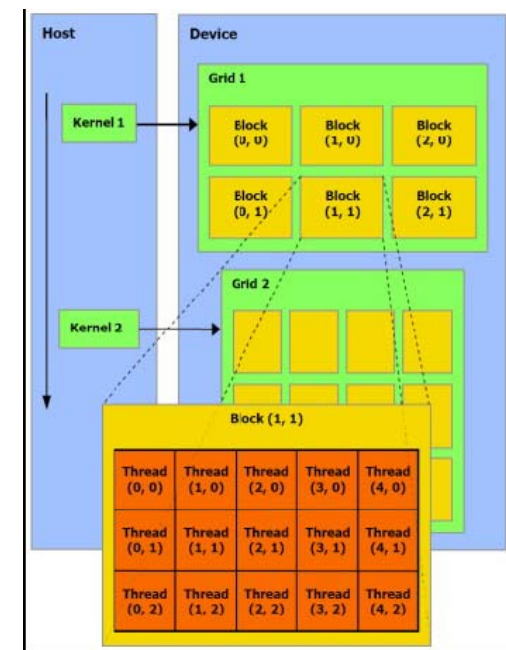 Host
Device
Grid 1
Kernel 1
Block
(0, 0)
Block
(1, 0)
Block
(2, 0)
Block
(0, 1)
Block
(1, 1)
Block
(2, 1)
Grid 2
Kernel 2
Block (1, 1)
Thread
(0, 0)
Thread
(1, 0)
Thread
(2, 0)
Thread
(3, 0)
Thread
(4, 0)
Thread
(0, 1)
Thread
(1, 1)
Thread
(2, 1)
Thread
(3, 1)
Thread
(4, 1)
Thread
(0, 2)
Thread
(1, 2)
Thread
(2, 2)
Thread
(3, 2)
Thread
(4, 2)